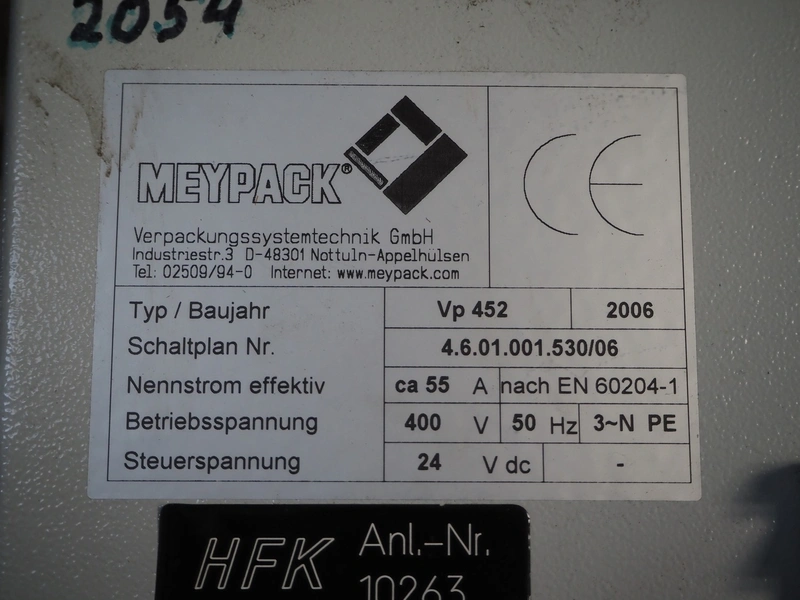 2054
MEYPACK®
CE
Verpackungssystemtechnik GmbH
Industriestr.3 D-48301 Nottuln-Appelhülsen
Tel: 02509/94-0 Internet: www.meypack.com
Typ / Baujahr Vp 452 2006
Schaltplan Nr. 4.6.01.001.530/06
Nennstrom effektiv ca 55 A nach EN 60204-1
Betriebsspannung 400 V 50 Hz 3~N PE
Steuerspannung 24 V dc -
HFK Anl.-Nr.
10263